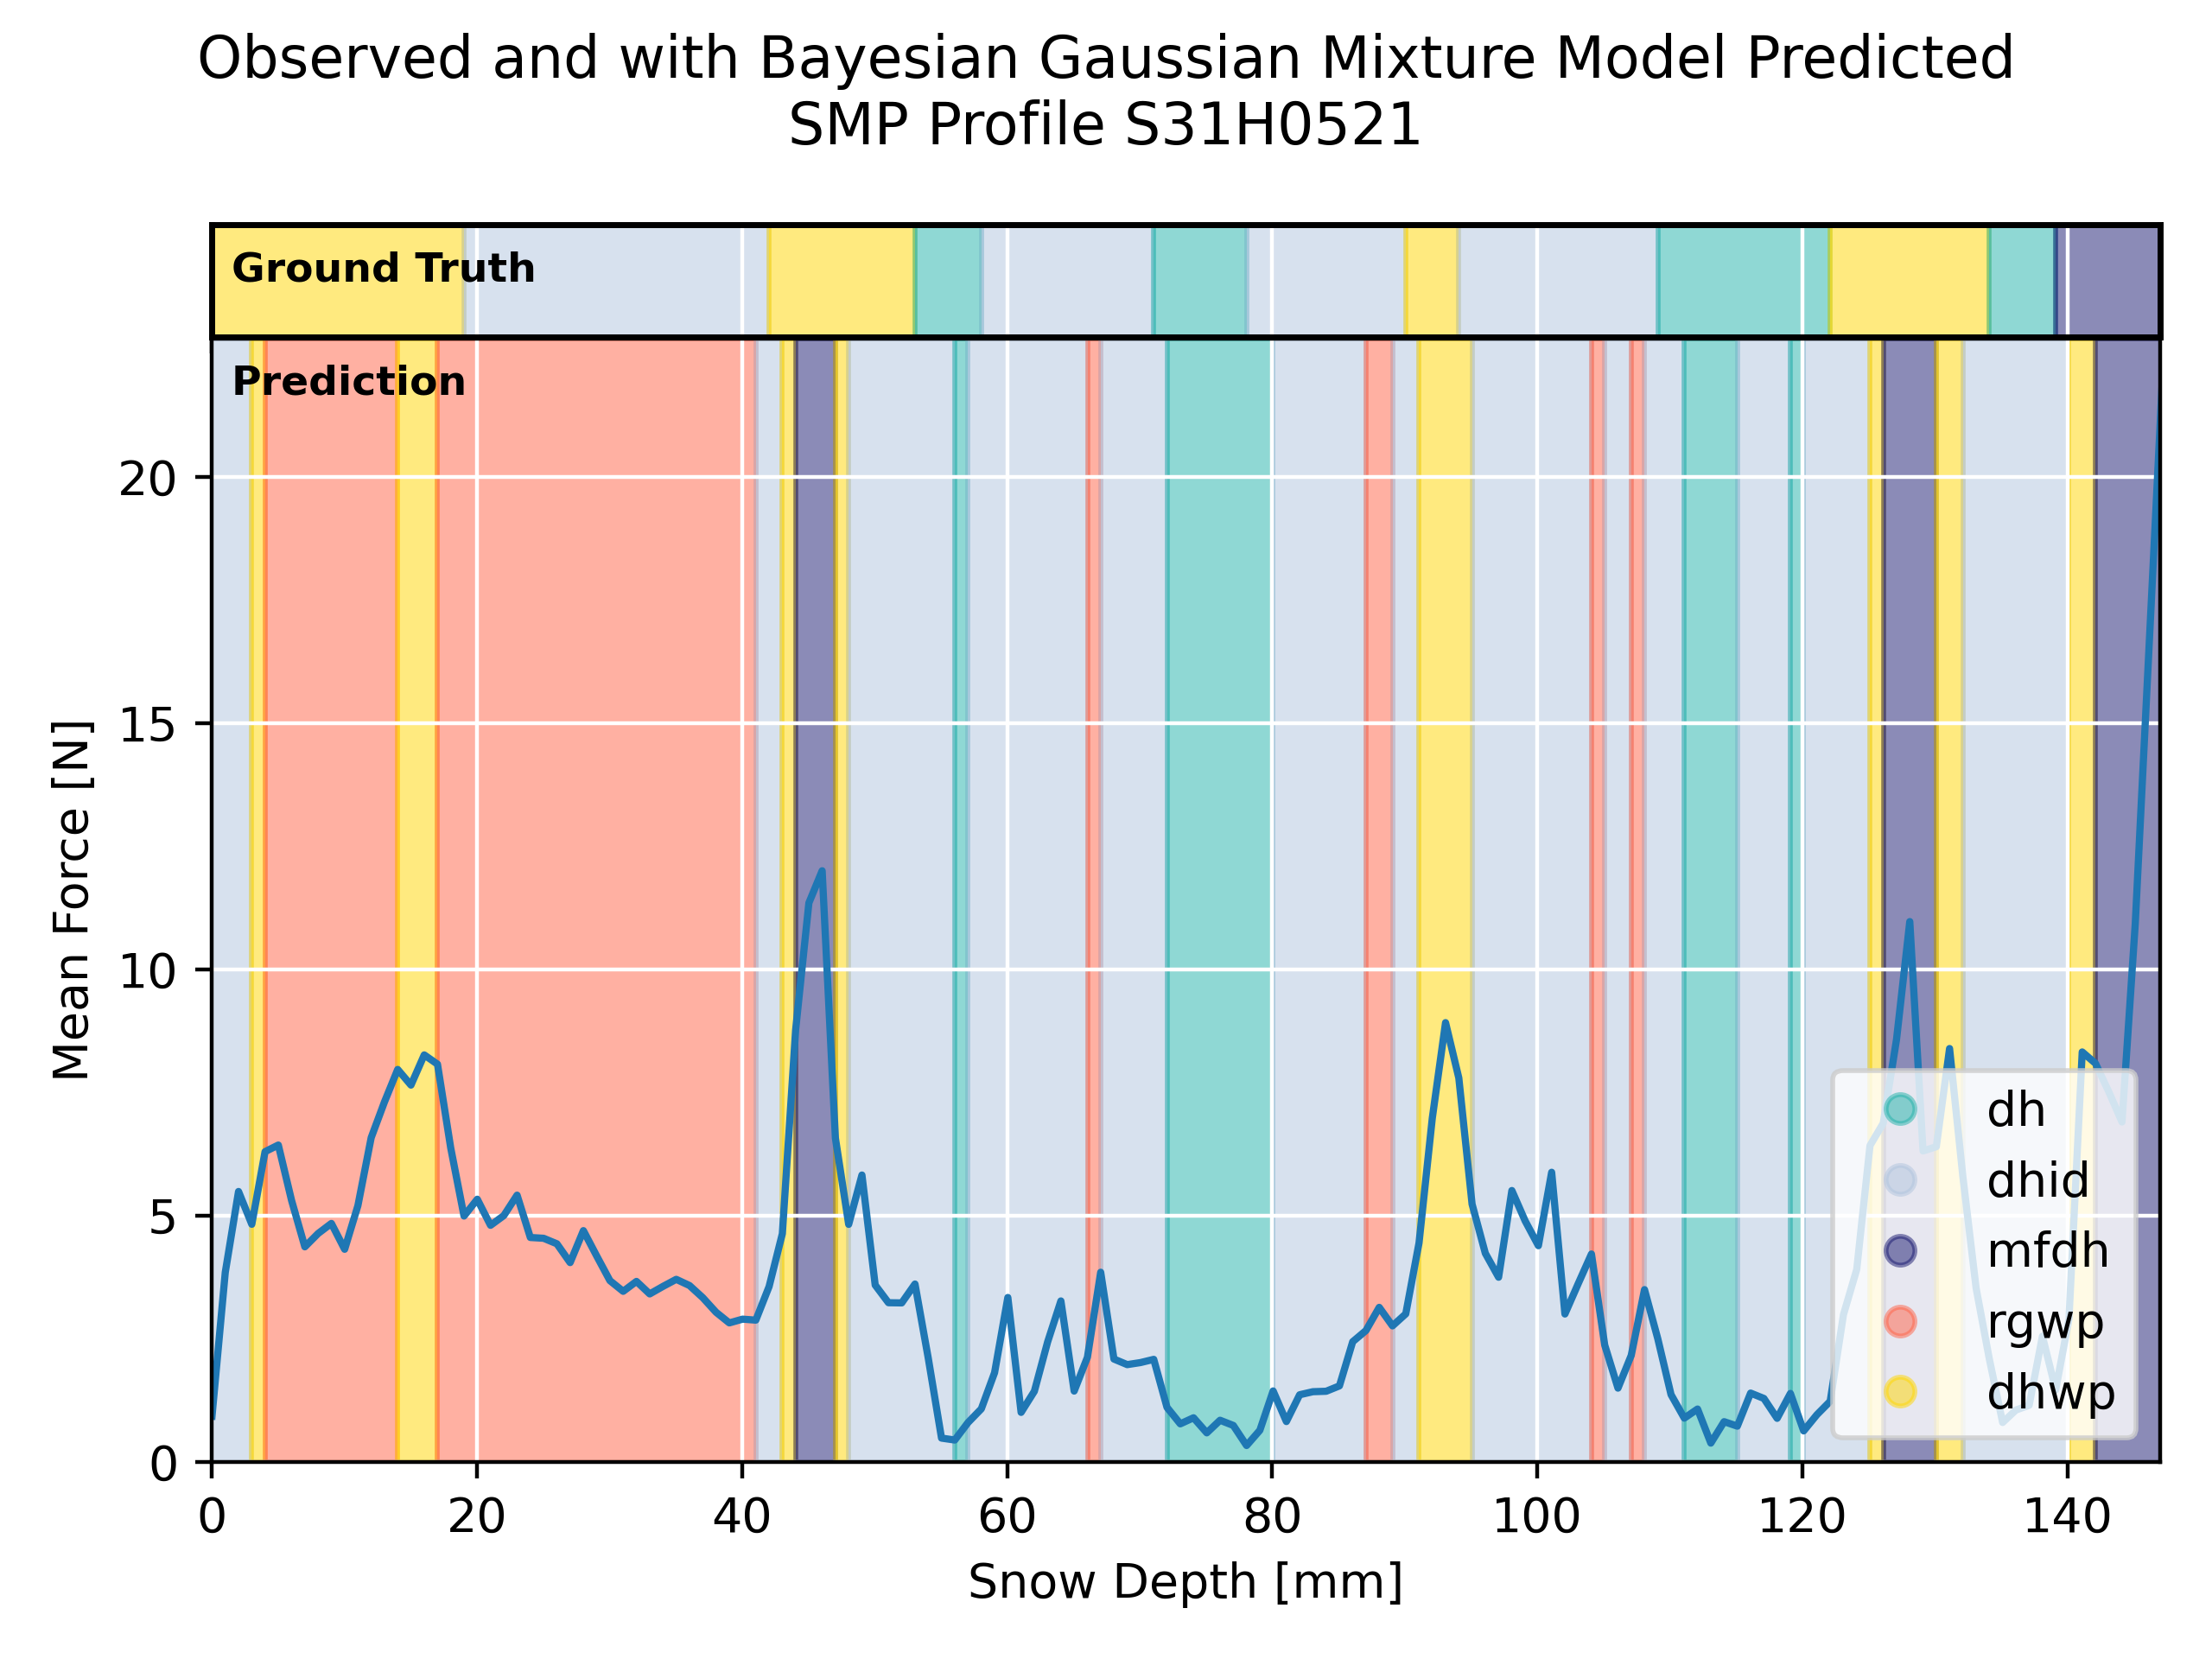 Observed and with Bayesian Gaussian Mixture Model Predicted
SMP Profile S31H0521
Ground Truth
Prediction
20
15
10
5
0
Mean Force [N]
dh
dhid
mfdh
rgwp
dhwp
0 20 40 60 80 100 120 140
Snow Depth [mm]